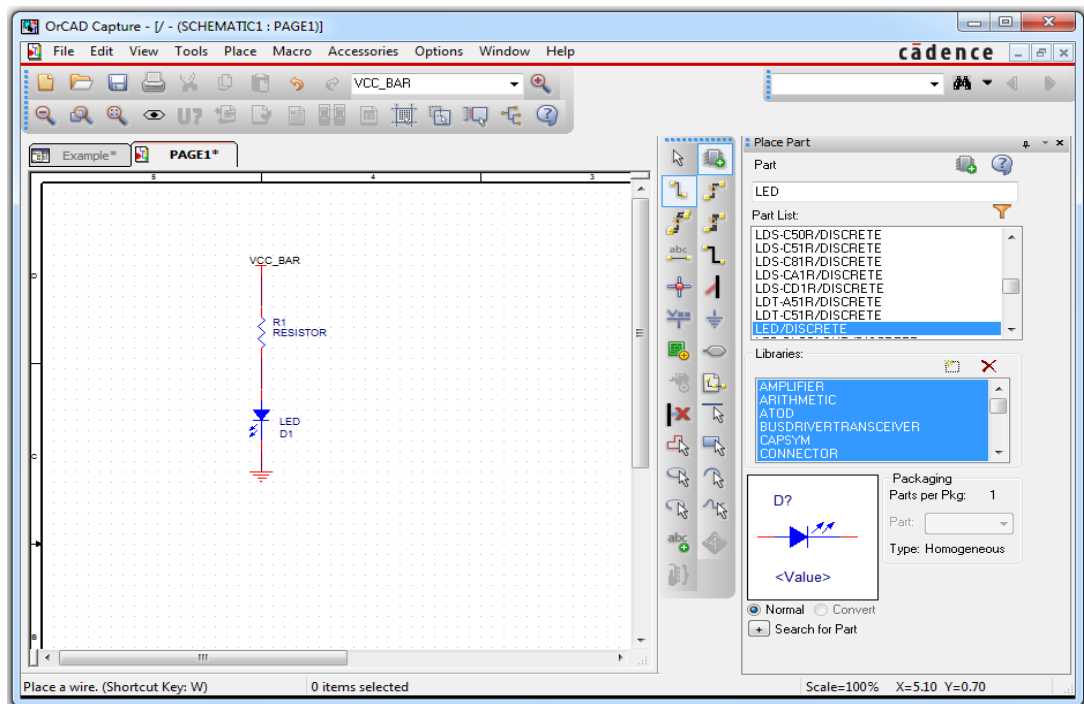 OrCAD Capture - [/ - (SCHEMATIC1 : PAGE1)]
File Edit View Tools Place Macro Accessories Options Window Help
cādence
VCC_BAR
U?
Example*
PAGE1*
5 4 3
D
C
B
VCC_BAR
R1
RESISTOR
LED
D1
abc
abc
Place Part
Part
LED
Part List:
LDS-C50R/DISCRETE
LDS-C51R/DISCRETE
LDS-C81R/DISCRETE
LDS-CA1R/DISCRETE
LDS-CD1R/DISCRETE
LDT-A51R/DISCRETE
LDT-C51R/DISCRETE
LED/DISCRETE
Libraries:
AMPLIFIER
ARITHMETIC
ATOD
BUSDRIVERTRANSCEIVER
CAPSYM
CONNECTOR
D?
<Value>
Packaging
Parts per Pkg: 1
Part:
Type: Homogeneous
Normal Convert
+ Search for Part
Place a wire. (Shortcut Key: W) 0 items selected Scale=100% X=5.10 Y=0.70